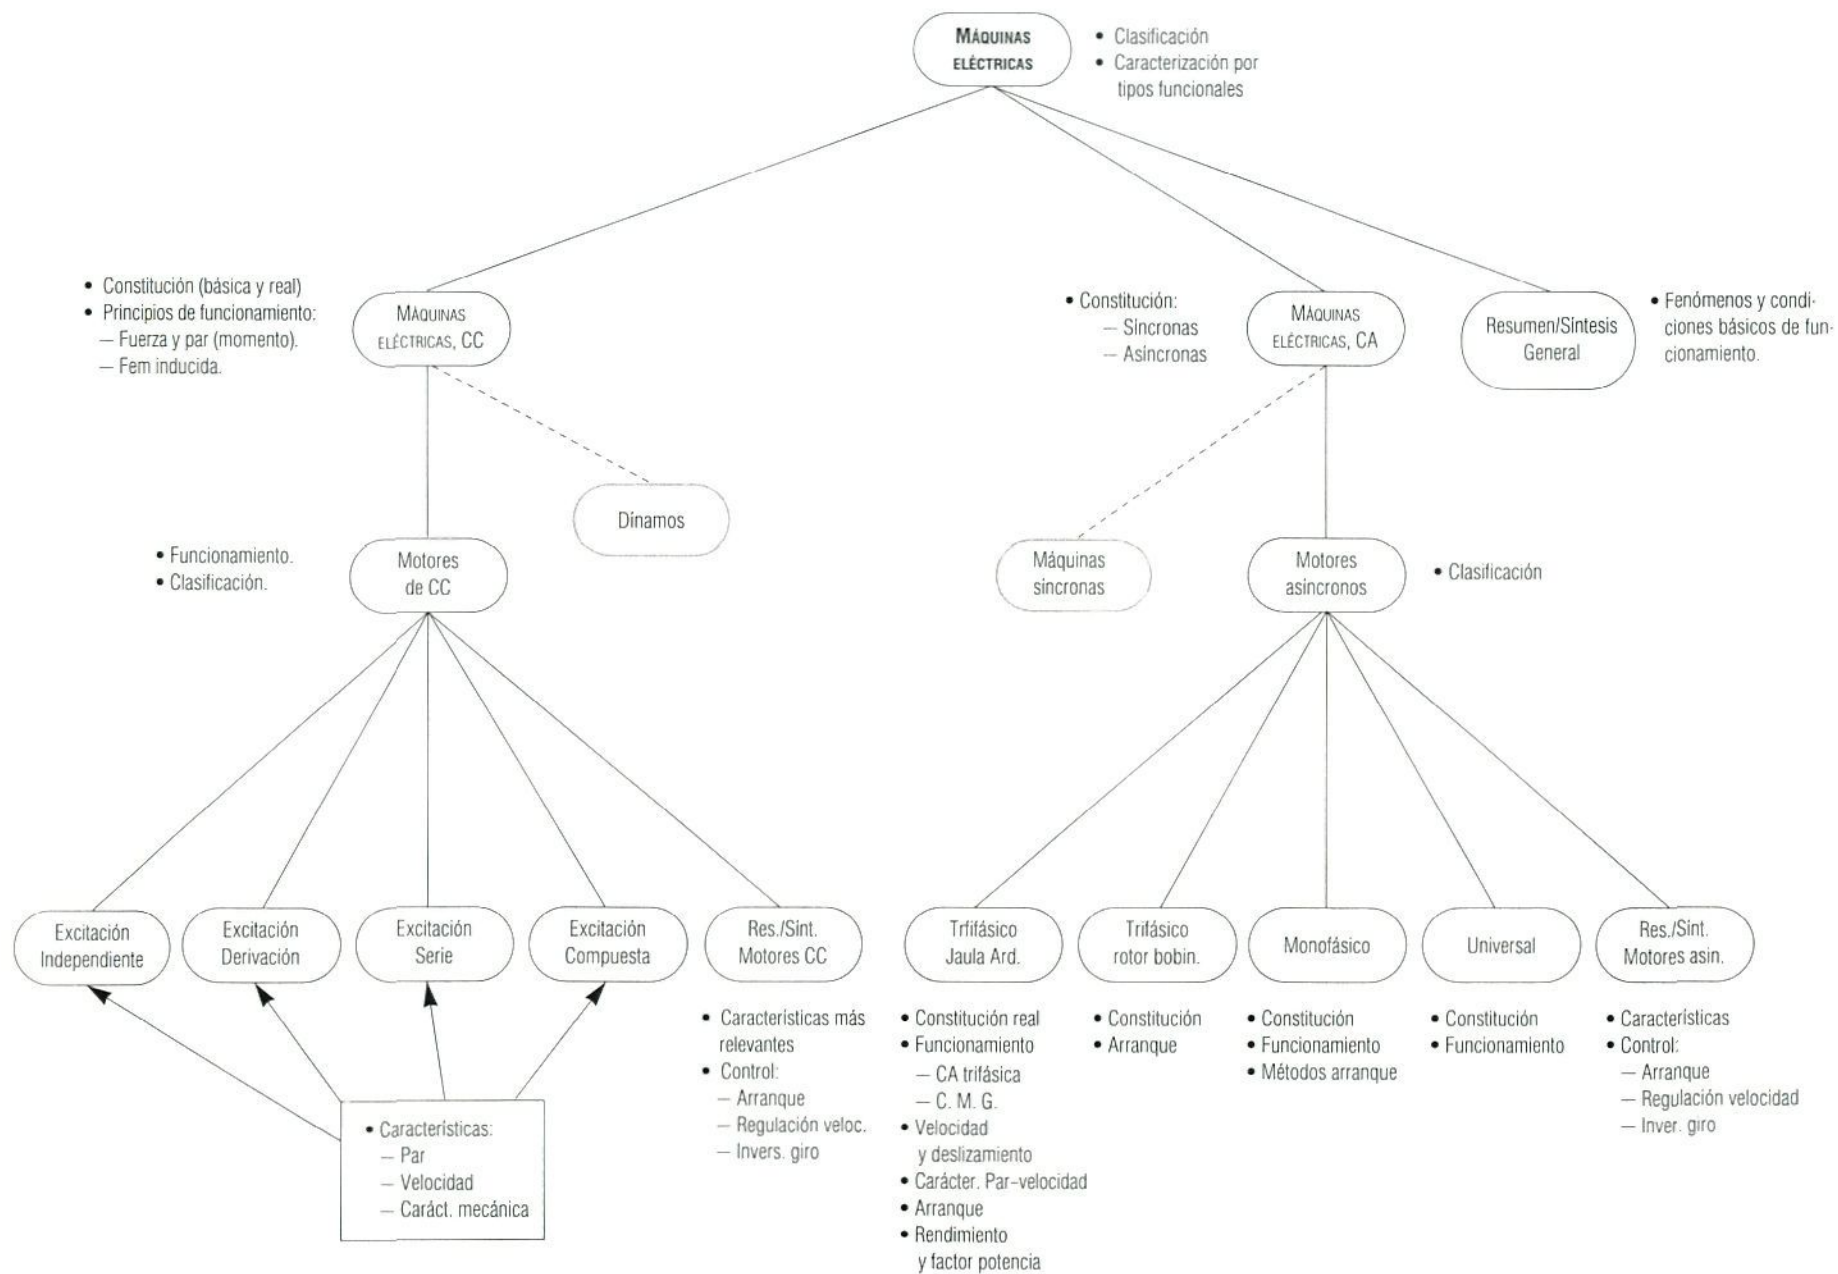 MÁQUINAS
ELÉCTRICAS
• Clasificación
• Caracterización por
tipos funcionales
• Constitución (básica y real)
• Principios de funcionamiento:
— Fuerza y par (momento).
— Fem inducida.
MÁQUINAS
ELÉCTRICAS, CC
• Constitución:
— Síncronas
— Asíncronas
MÁQUINAS
ELÉCTRICAS, CA
Resumen/Síntesis
General
• Fenómenos y condi-
ciones básicos de fun-
cionamiento.
Dínamos
• Funcionamiento.
• Clasificación.
Motores
de CC
Máquinas
síncronas
Motores
asíncronos
• Clasificación
Excitación
Independiente
Excitación
Derivación
Excitación
Serie
Excitación
Compuesta
Res./Sint.
Motores CC
Trfifásico
Jaula Ard.
Trifásico
rotor bobin.
Monofásico
Universal
Res./Sint.
Motores asin.
• Características:
— Par
— Velocidad
— Caráct. mecánica
• Características más
relevantes
• Control:
— Arranque
— Regulación veloc.
— Invers. giro
• Constitución real
• Funcionamiento
— CA trifásica
— C. M. G.
• Velocidad
y deslizamiento
• Carácter. Par–velocidad
• Arranque
• Rendimiento
y factor potencia
• Constitución
• Arranque
• Constitución
• Funcionamiento
• Métodos arranque
• Constitución
• Funcionamiento
• Características
• Control:
— Arranque
— Regulación velocidad
— Inver. giro